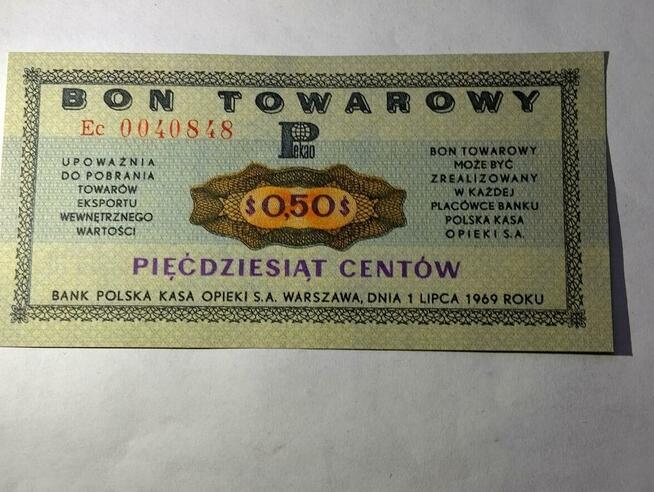 BON TOWAROWY
Ec 0040848
Pekao
UPOWAŻNIA
DO POBRANIA
TOWARÓW
EKSPORTU
WEWNĘTRZNEGO
WARTOŚCI
$0,50$
BON TOWAROWY
MOŻE BYĆ
ZREALIZOWANY
W KAŻDEJ
PLACÓWCE BANKU
POLSKA KASA
OPIEKI S.A.
PIĘĆDZIESIĄT CENTÓW
BANK POLSKA KASA OPIEKI S.A. WARSZAWA, DNIA 1 LIPCA 1969 ROKU